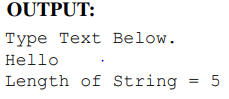 OUTPUT:
Type Text Below.
Hello
Length of String = 5